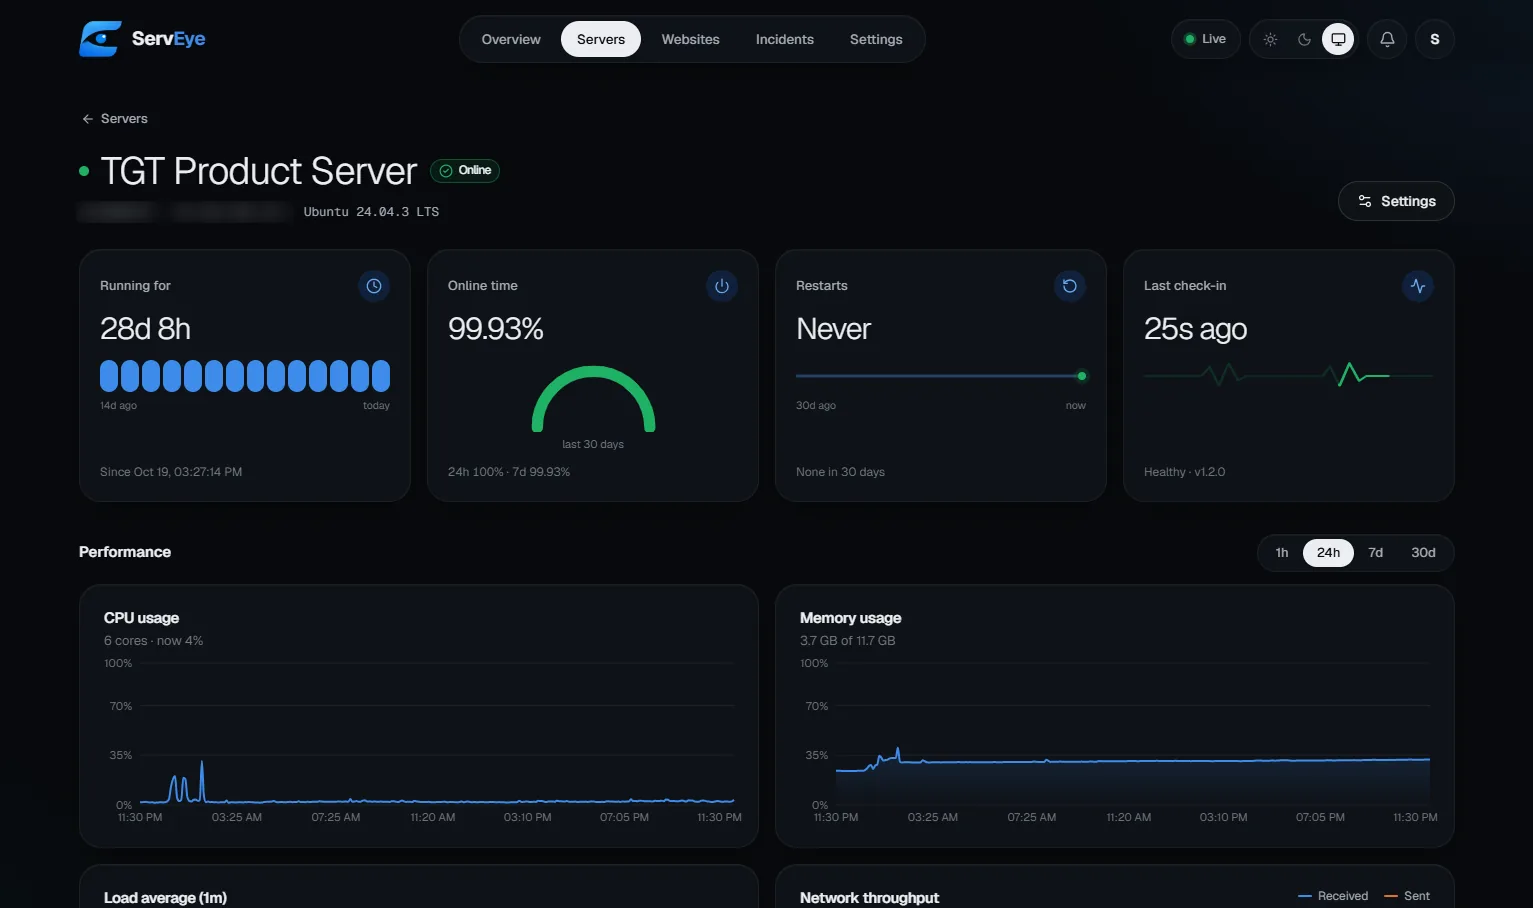 ServEye
Overview Servers Websites Incidents Settings
Live
S
Servers
TGT Product Server Online
Ubuntu 24.04.3 LTS
Settings
Running for
28d 8h
14d ago today
Since Oct 19, 03:27:14 PM
Online time
99.93%
last 30 days
24h 100% · 7d 99.93%
Restarts
Never
30d ago now
None in 30 days
Last check-in
25s ago
Healthy · v1.2.0
Performance
1h 24h 7d 30d
CPU usage
6 cores · now 4%
100%
70%
35%
0%
11:30 PM 03:25 AM 07:25 AM 11:20 AM 03:10 PM 07:05 PM 11:30 PM
Memory usage
3.7 GB of 11.7 GB
100%
70%
35%
0%
11:30 PM 03:25 AM 07:25 AM 11:20 AM 03:10 PM 07:05 PM 11:30 PM
Load average (1m)
Network throughput
Received Sent